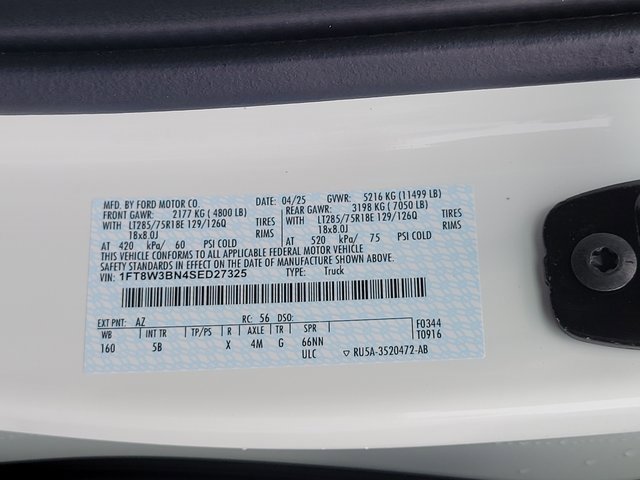 MFD. BY FORD MOTOR CO. DATE: 04/25 GVWR: 5216 KG (11499 LB)
FRONT GAWR: 2177 KG (4800 LB) REAR GAWR: 3198 KG (7050 LB)
WITH LT285/75R18E 129/126Q TIRES WITH LT285/75R18E 129/126Q TIRES
18x8.0J RIMS 18x8.0J RIMS
AT 420 kPa/ 60 PSI COLD AT 520 kPa/ 75 PSI COLD
THIS VEHICLE CONFORMS TO ALL APPLICABLE FEDERAL MOTOR VEHICLE
SAFETY STANDARDS IN EFFECT ON THE DATE OF MANUFACTURE SHOWN ABOVE.
VIN: 1FT8W3BN4SED27325 TYPE: Truck
EXT PNT: AZ RC: 56 DSO: F0344
WB INT TR TP/PS R AXLE TR SPR T0916
160 5B X 4M G 66NN
ULC RU5A-3520472-AB